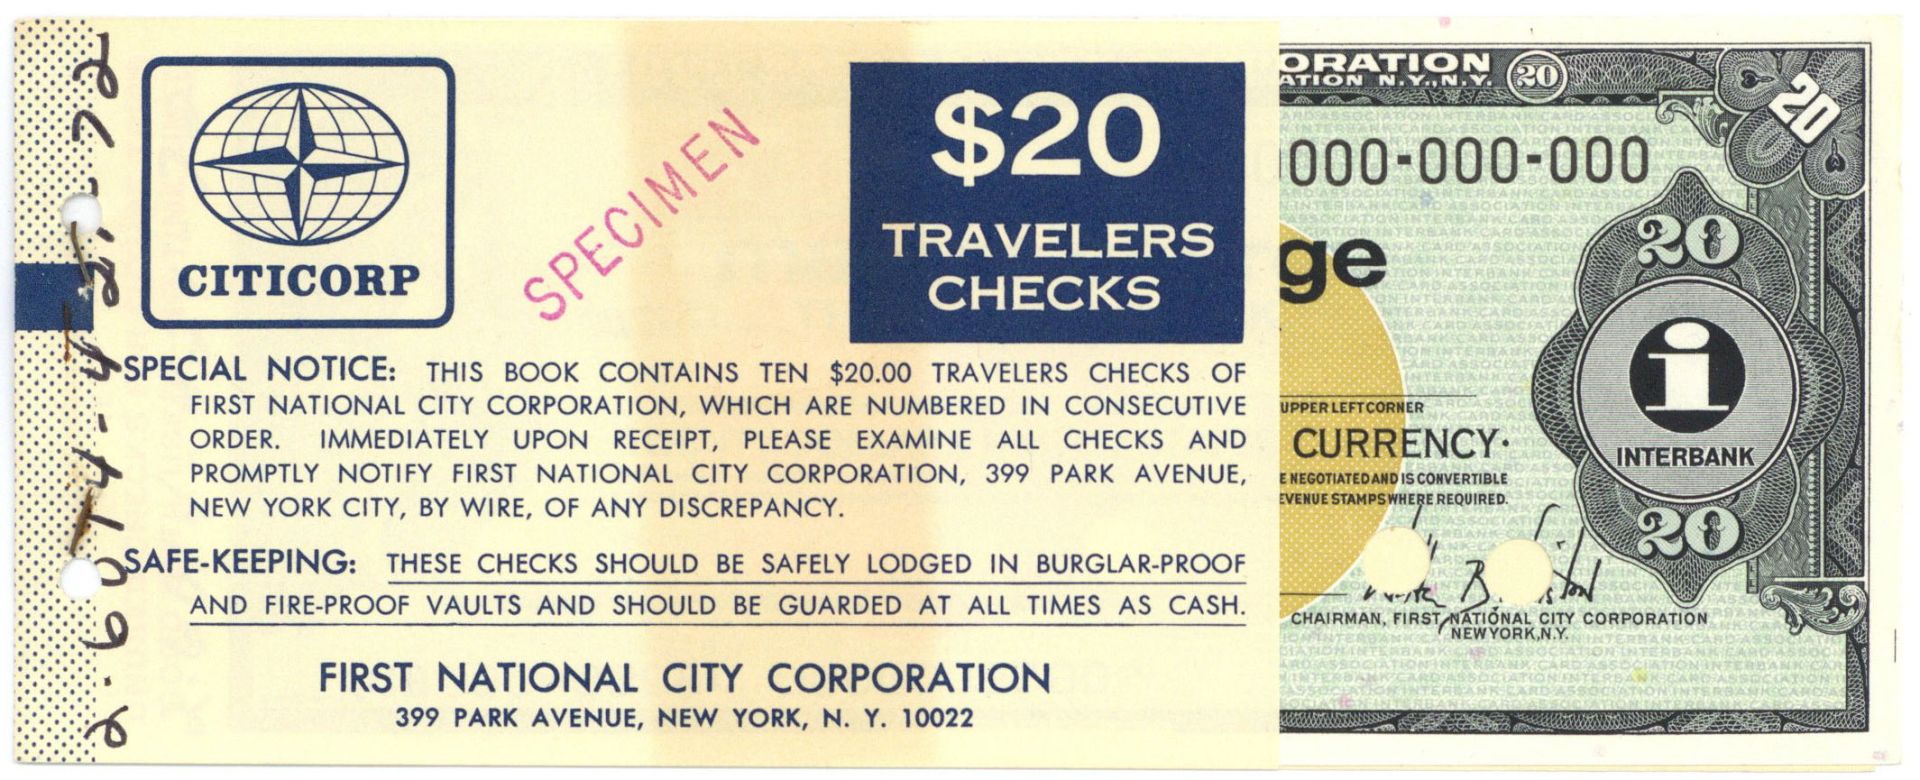 CITICORP
SPECIMEN
$20
TRAVELERS
CHECKS
SPECIAL NOTICE: THIS BOOK CONTAINS TEN $20.00 TRAVELERS CHECKS OF
FIRST NATIONAL CITY CORPORATION, WHICH ARE NUMBERED IN CONSECUTIVE
ORDER. IMMEDIATELY UPON RECEIPT, PLEASE EXAMINE ALL CHECKS AND
PROMPTLY NOTIFY FIRST NATIONAL CITY CORPORATION, 399 PARK AVENUE,
NEW YORK CITY, BY WIRE, OF ANY DISCREPANCY.
SAFE-KEEPING: THESE CHECKS SHOULD BE SAFELY LODGED IN BURGLAR-PROOF
AND FIRE-PROOF VAULTS AND SHOULD BE GUARDED AT ALL TIMES AS CASH.
FIRST NATIONAL CITY CORPORATION
399 PARK AVENUE, NEW YORK, N. Y. 10022
ORATION
ATION N.Y., N.Y.
20
20
000-000-000
ge
20
i
INTERBANK
20
UPPER LEFT CORNER
CURRENCY·
E NEGOTIATED AND IS CONVERTIBLE
EVENUE STAMPS WHERE REQUIRED.
CHAIRMAN, FIRST NATIONAL CITY CORPORATION
NEW YORK, N.Y.